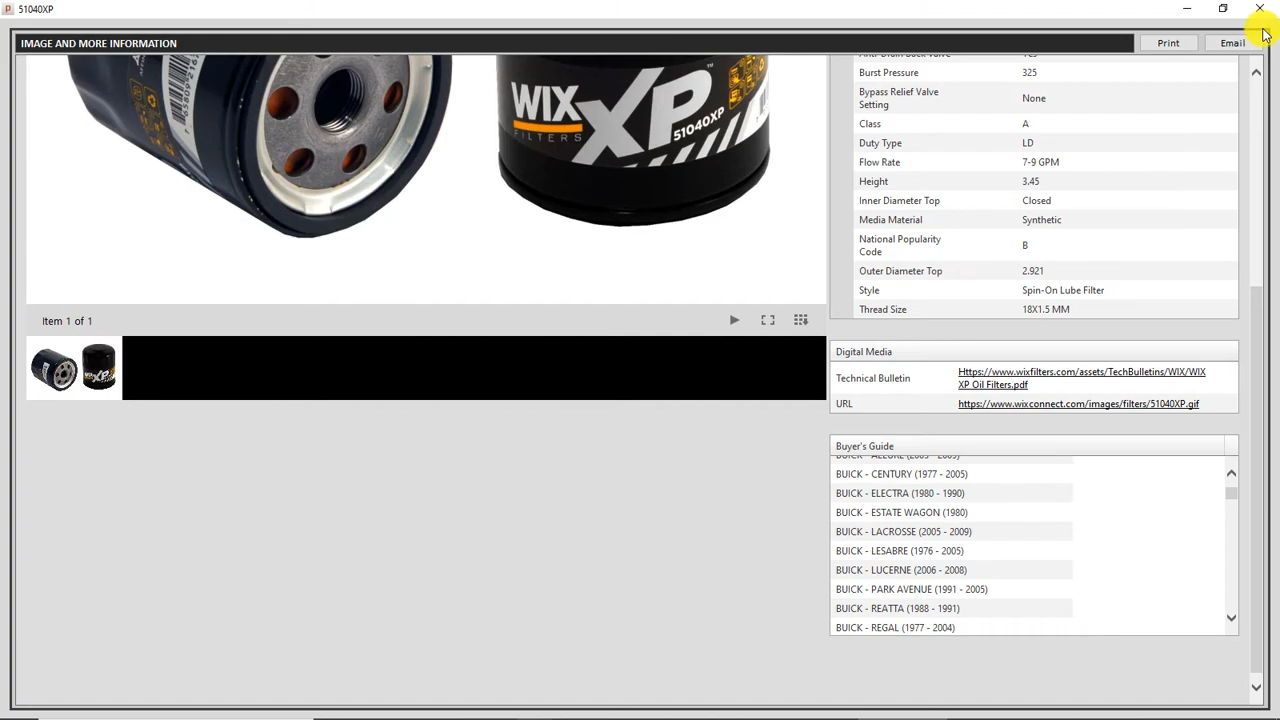 51040XP
IMAGE AND MORE INFORMATION
Print
Email
WIX XP™
FILTERS
51040XP
Burst Pressure 325
Bypass Relief Valve
Setting
None
Class A
Duty Type LD
Flow Rate 7-9 GPM
Height 3.45
Inner Diameter Top Closed
Media Material Synthetic
National Popularity
Code
B
Outer Diameter Top 2.921
Style Spin-On Lube Filter
Thread Size 18X1.5 MM
Item 1 of 1
Digital Media
Technical Bulletin Https://www.wixfilters.com/assets/TechBulletins/WIX/WIX
XP Oil Filters.pdf
URL https://www.wixconnect.com/images/filters/51040XP.gif
Buyer's Guide
BUICK - ALLURE (2005 - 2009)
BUICK - CENTURY (1977 - 2005)
BUICK - ELECTRA (1980 - 1990)
BUICK - ESTATE WAGON (1980)
BUICK - LACROSSE (2005 - 2009)
BUICK - LESABRE (1976 - 2005)
BUICK - LUCERNE (2006 - 2008)
BUICK - PARK AVENUE (1991 - 2005)
BUICK - REATTA (1988 - 1991)
BUICK - REGAL (1977 - 2004)